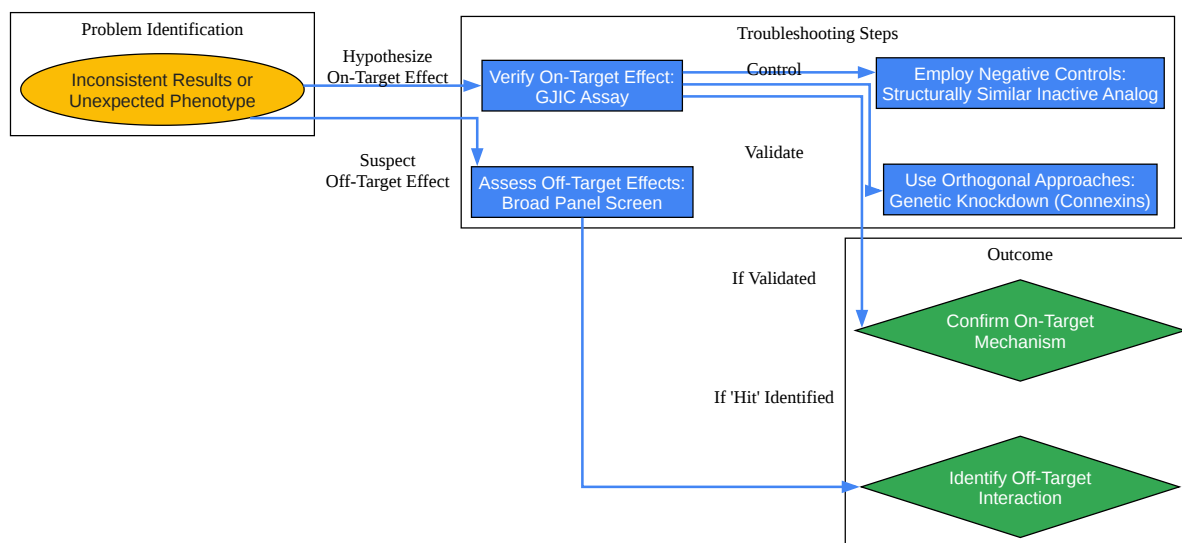 Problem Identification
Inconsistent Results or
Unexpected Phenotype
Hypothesize
On-Target Effect
Suspect
Off-Target Effect
Troubleshooting Steps
Verify On-Target Effect:
GJIC Assay
Control
Employ Negative Controls:
Structurally Similar Inactive Analog
Validate
Assess Off-Target Effects:
Broad Panel Screen
Use Orthogonal Approaches:
Genetic Knockdown (Connexins)
Outcome
If Validated
Confirm On-Target
Mechanism
If 'Hit' Identified
Identify Off-Target
Interaction